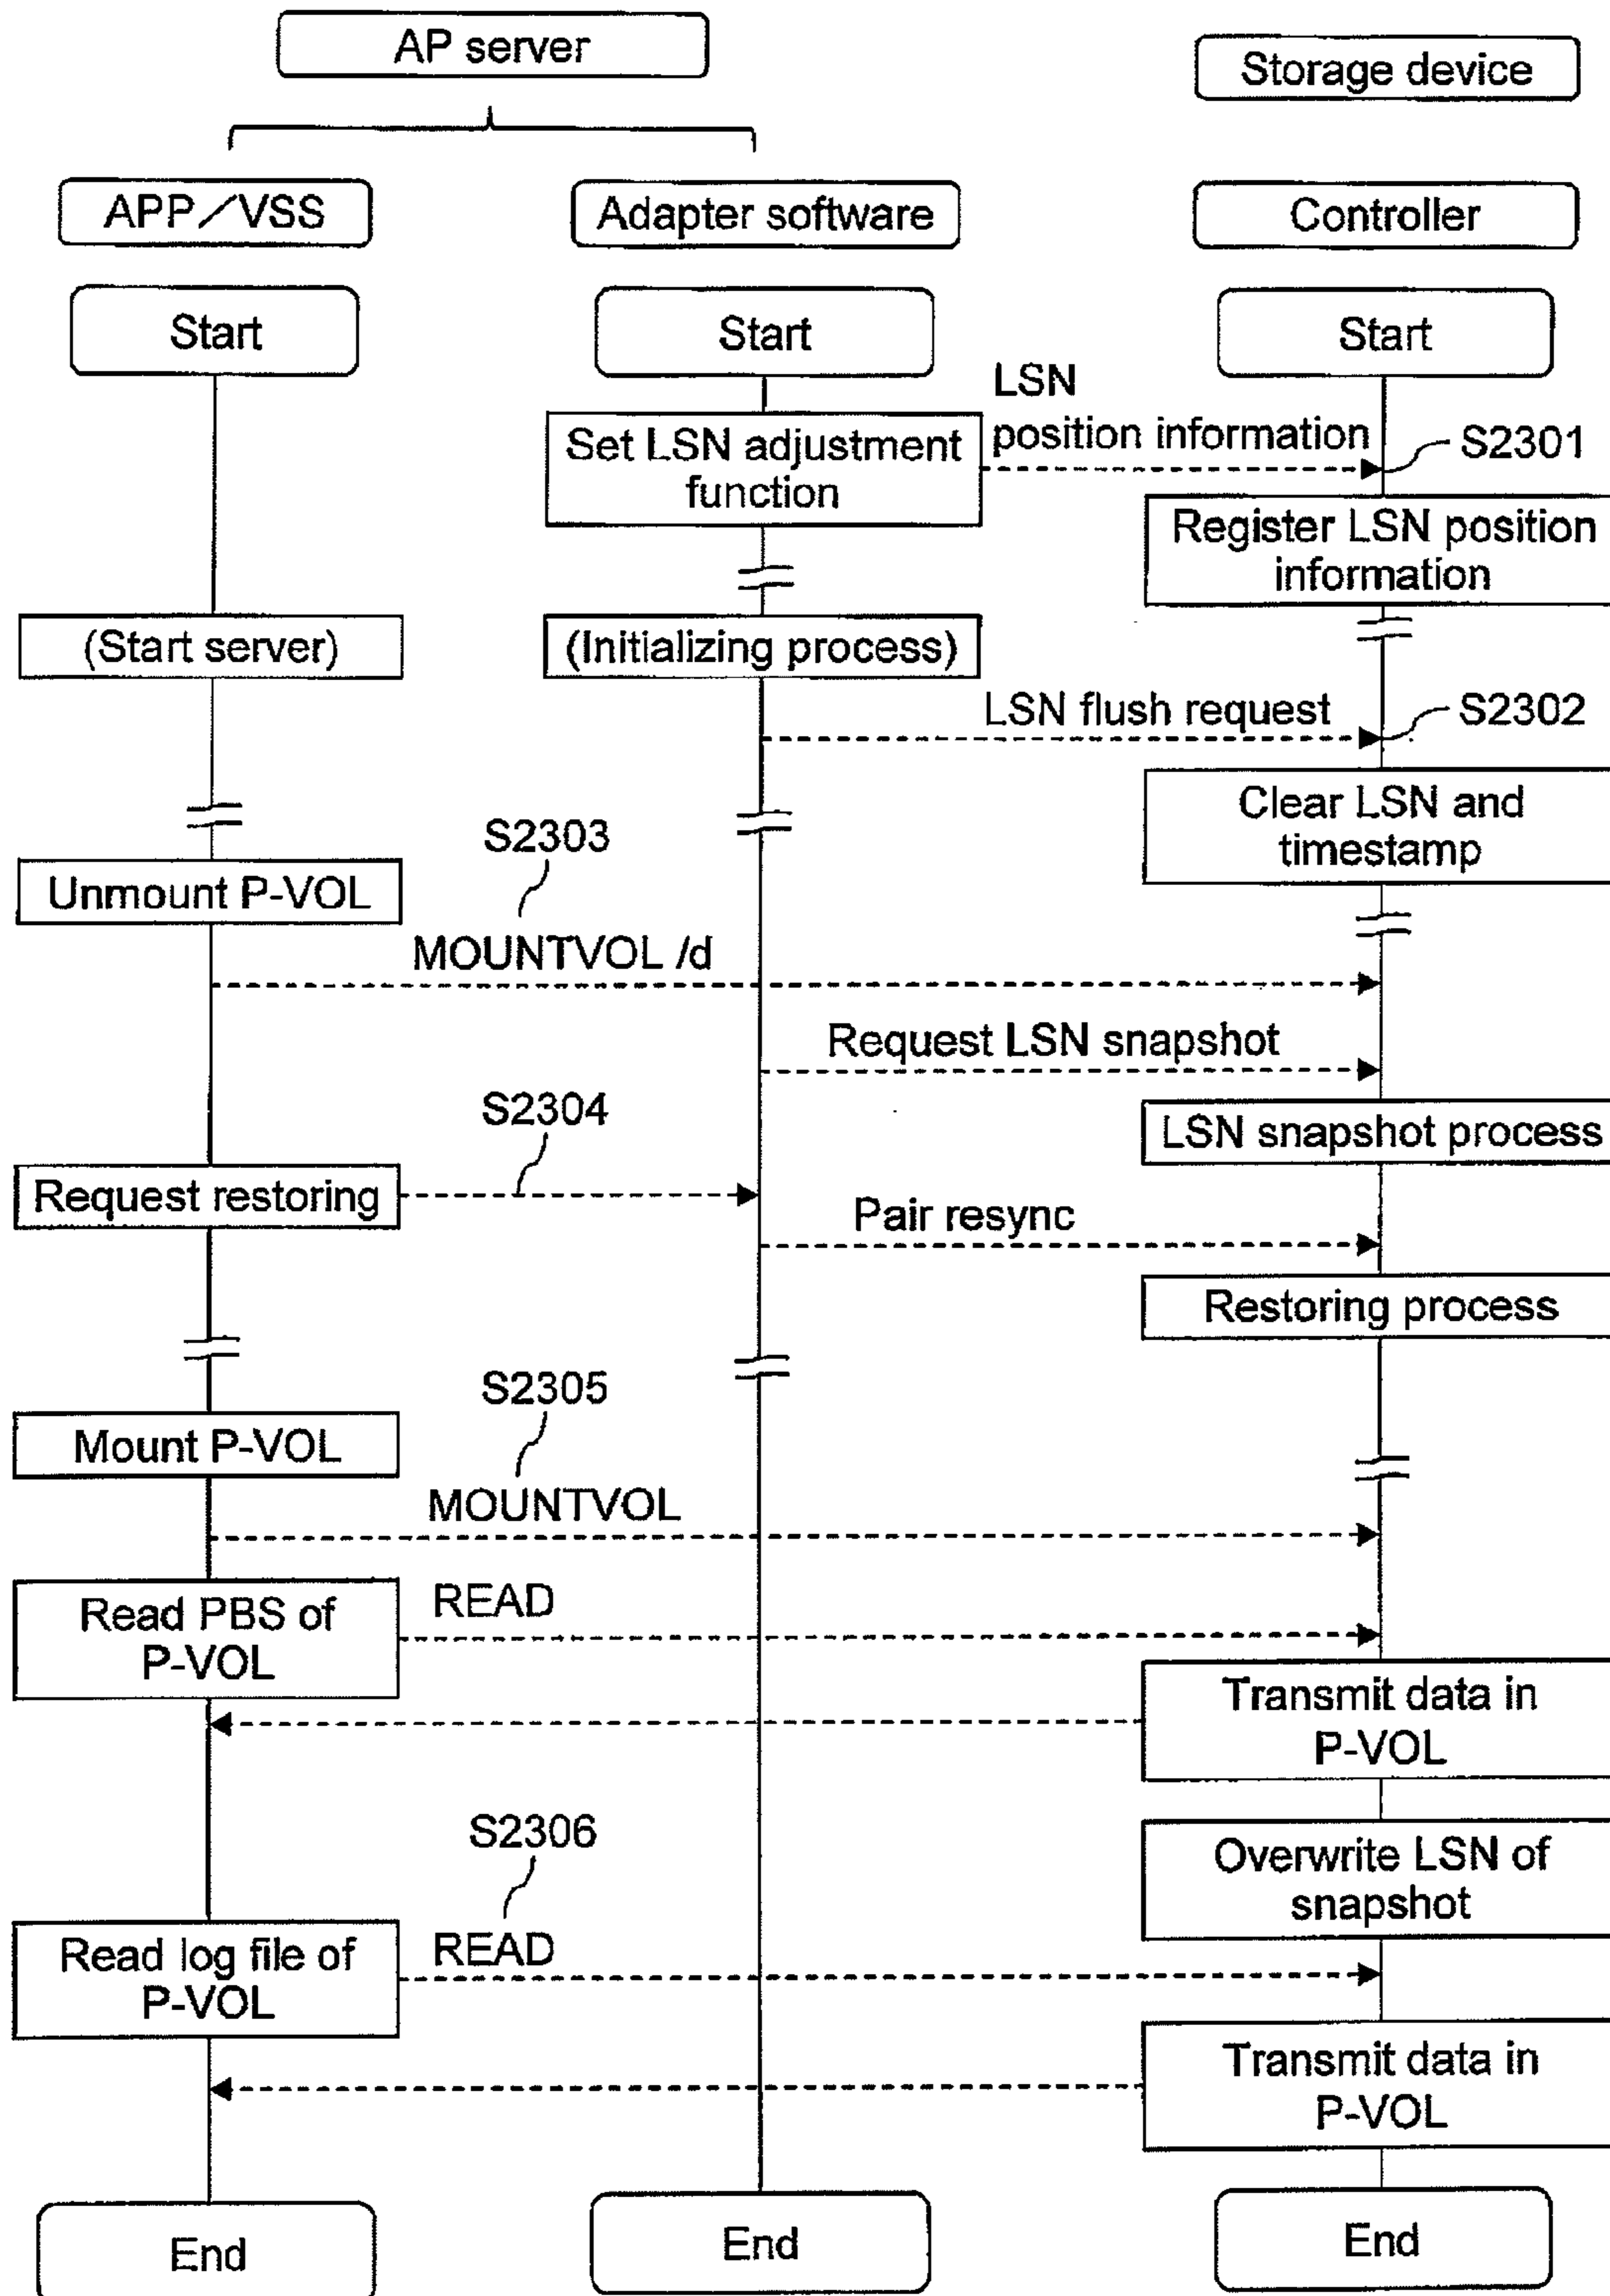 AP server
Storage device
APP／VSS
Adapter software
Controller
Start
Start
Start
LSN
position information
S2301
Set LSN adjustment
function
Register LSN position
information
(Start server)
(Initializing process)
LSN flush request
S2302
Clear LSN and
timestamp
S2303
Unmount P-VOL
MOUNTVOL /d
Request LSN snapshot
S2304
LSN snapshot process
Request restoring
Pair resync
Restoring process
S2305
Mount P-VOL
MOUNTVOL
Read PBS of
P-VOL
READ
Transmit data in
P-VOL
S2306
Overwrite LSN of
snapshot
Read log file of
P-VOL
READ
Transmit data in
P-VOL
End
End
End